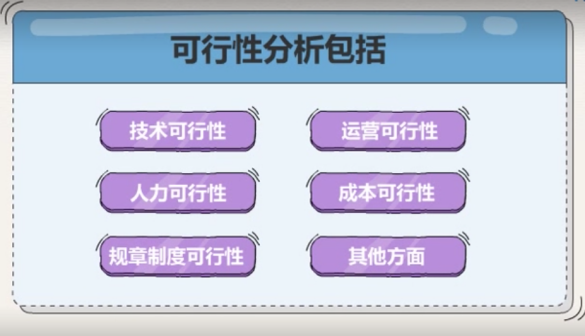 可行性分析包括
技术可行性
运营可行性
人力可行性
成本可行性
规章制度可行性
其他方面